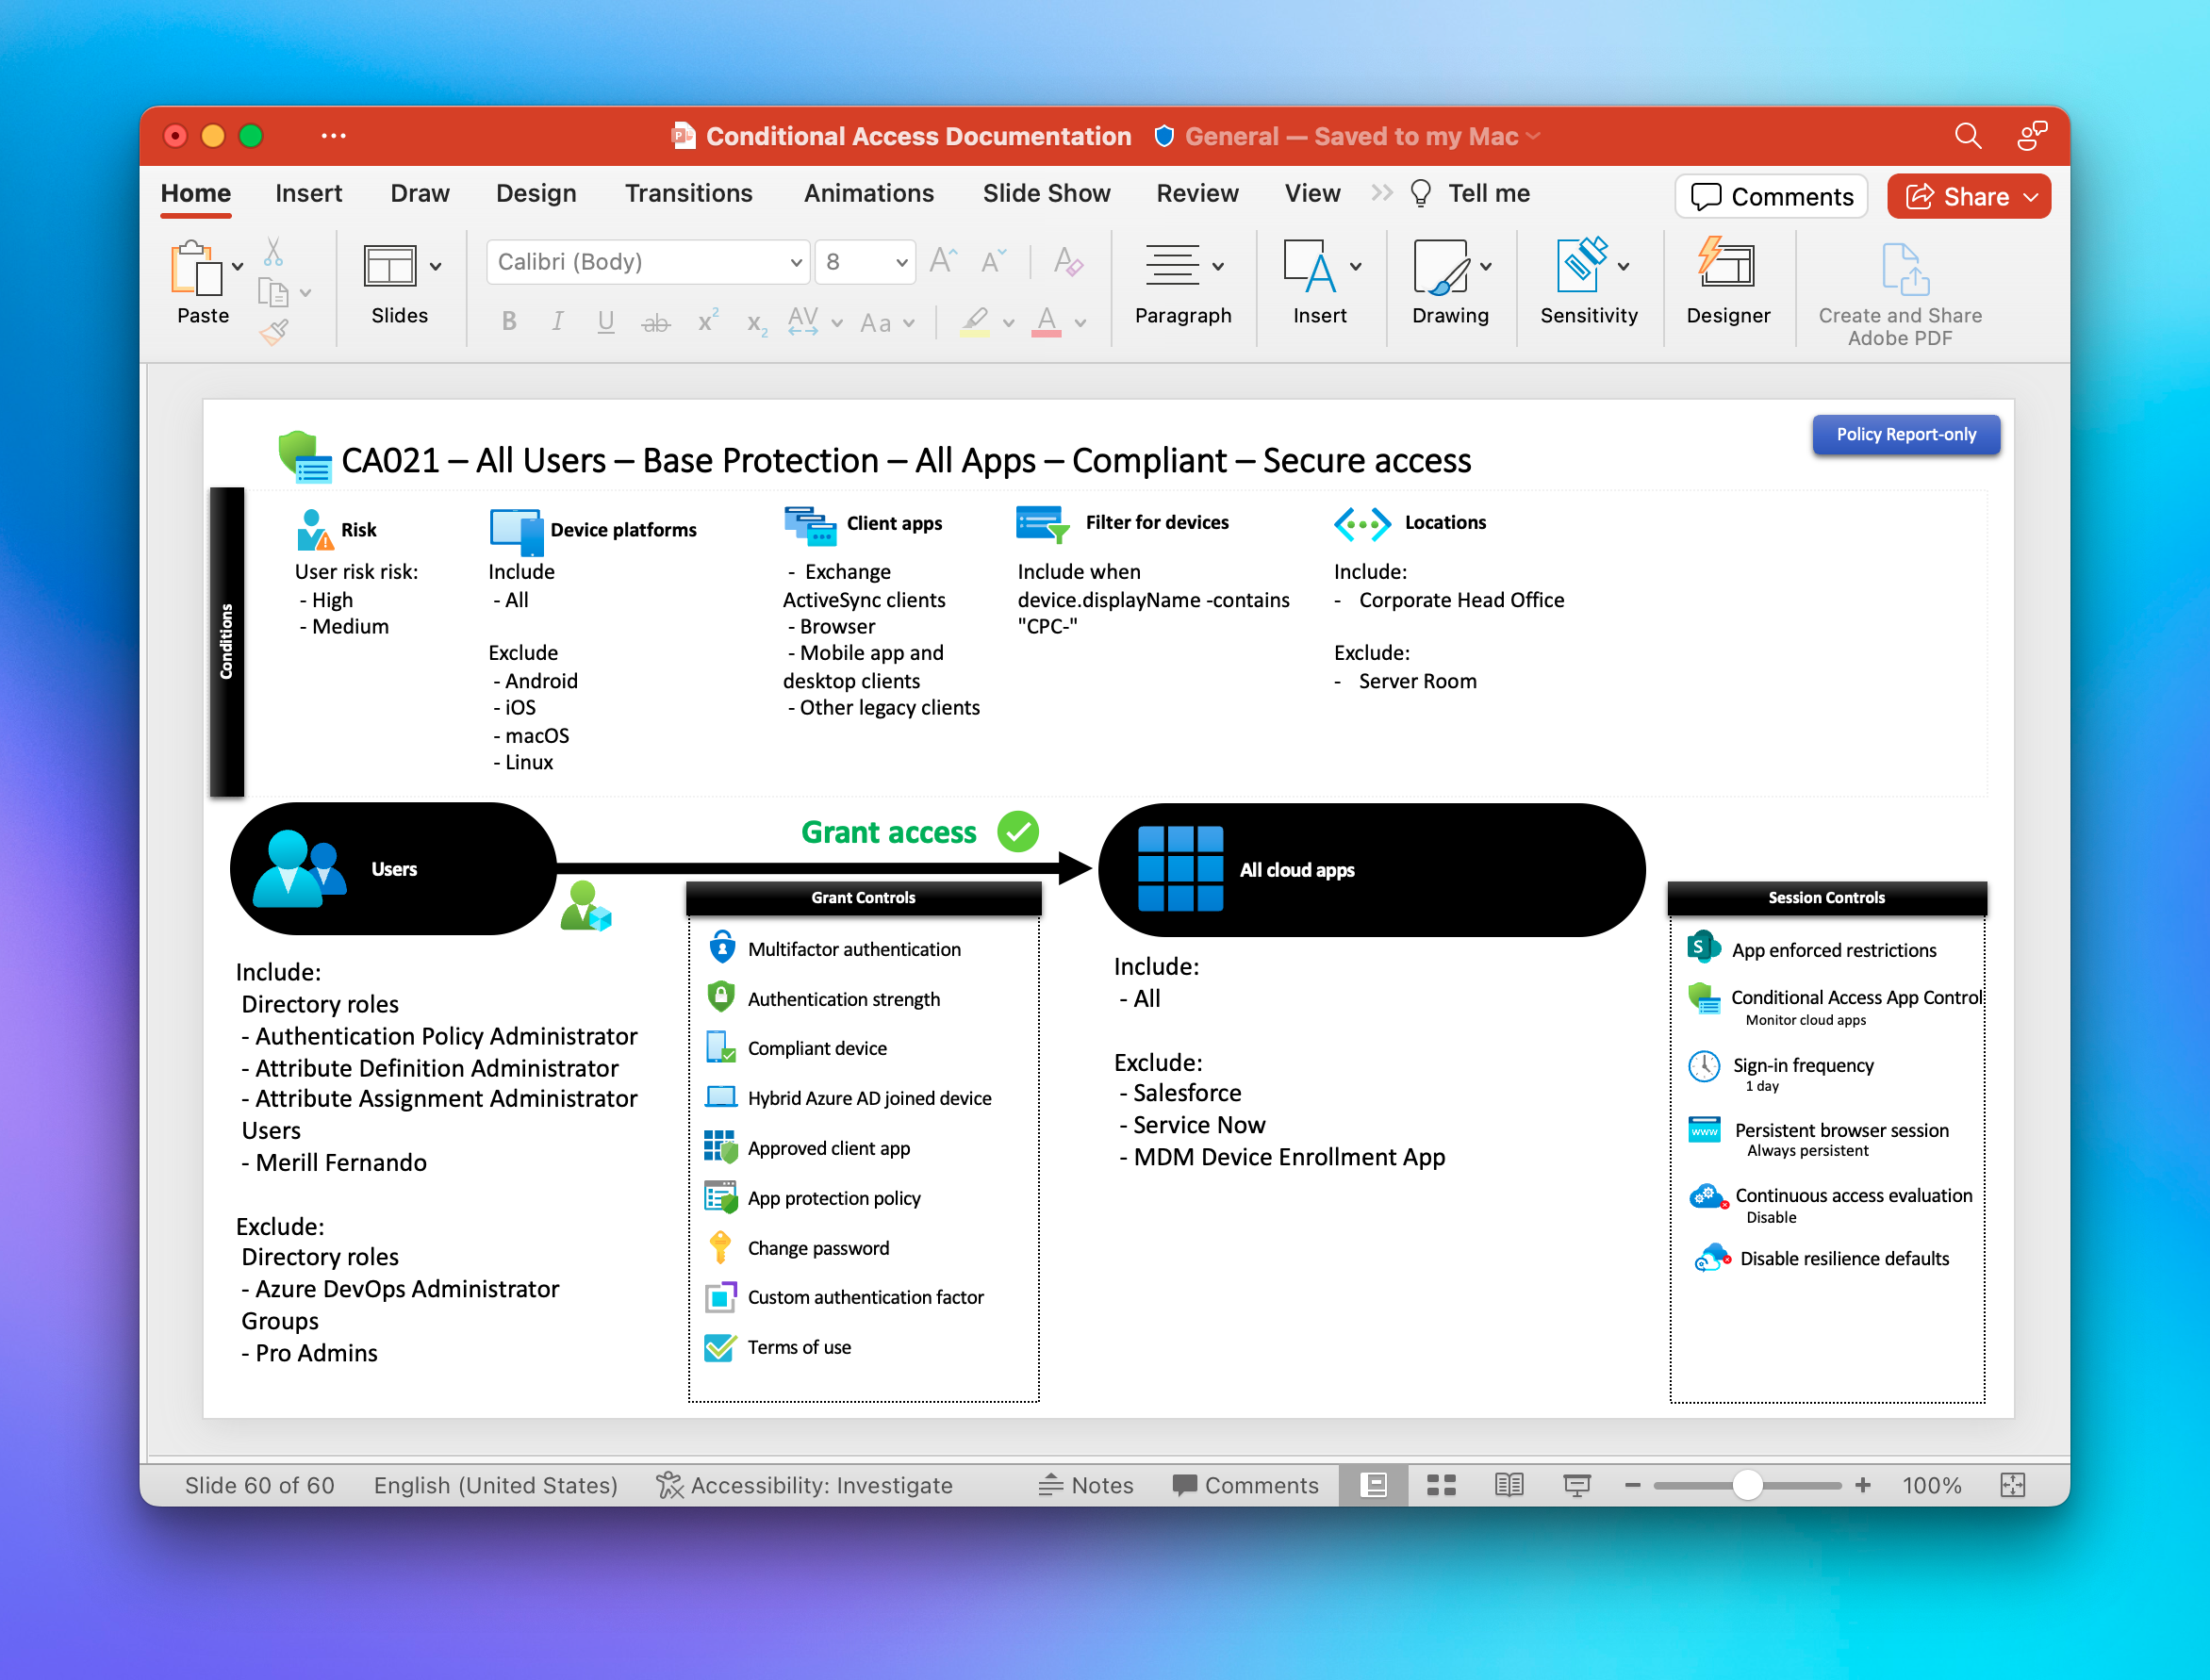 Conditional Access Documentation General — Saved to my Mac
Home Insert Draw Design Transitions Animations Slide Show Review View Tell me Comments Share
Calibri (Body) 8
Paste Slides Paragraph Insert Drawing Sensitivity Designer Create and Share
Adobe PDF
Policy Report-only
CA021 – All Users – Base Protection – All Apps – Compliant – Secure access
Conditions
Risk
User risk risk:
- High
- Medium
Device platforms
Include
- All
Exclude
- Android
- iOS
- macOS
- Linux
Client apps
- Exchange
ActiveSync clients
- Browser
- Mobile app and
desktop clients
- Other legacy clients
Filter for devices
Include when
device.displayName -contains
"CPC-"
Locations
Include:
- Corporate Head Office
Exclude:
- Server Room
Users
Grant access
All cloud apps
Include:
Directory roles
- Authentication Policy Administrator
- Attribute Definition Administrator
- Attribute Assignment Administrator
Users
- Merill Fernando
Exclude:
Directory roles
- Azure DevOps Administrator
Groups
- Pro Admins
Grant Controls
Multifactor authentication
Authentication strength
Compliant device
Hybrid Azure AD joined device
Approved client app
App protection policy
Change password
Custom authentication factor
Terms of use
Include:
- All
Exclude:
- Salesforce
- Service Now
- MDM Device Enrollment App
Session Controls
App enforced restrictions
Conditional Access App Control
Monitor cloud apps
Sign-in frequency
1 day
www
Persistent browser session
Always persistent
Continuous access evaluation
Disable
Disable resilience defaults
Slide 60 of 60 English (United States) Accessibility: Investigate Notes Comments 100%